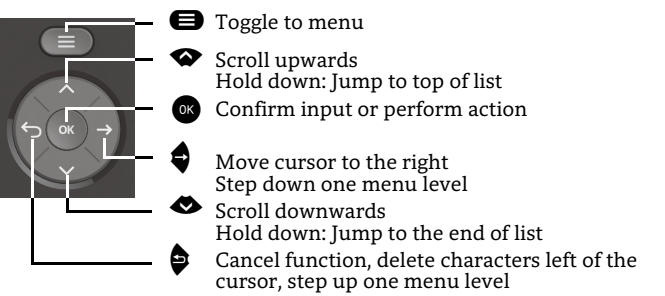 Toggle to menu
Scroll upwards
Hold down: Jump to top of list
OK Confirm input or perform action
OK
Move cursor to the right
Step down one menu level
Scroll downwards
Hold down: Jump to the end of list
Cancel function, delete characters left of the
cursor, step up one menu level